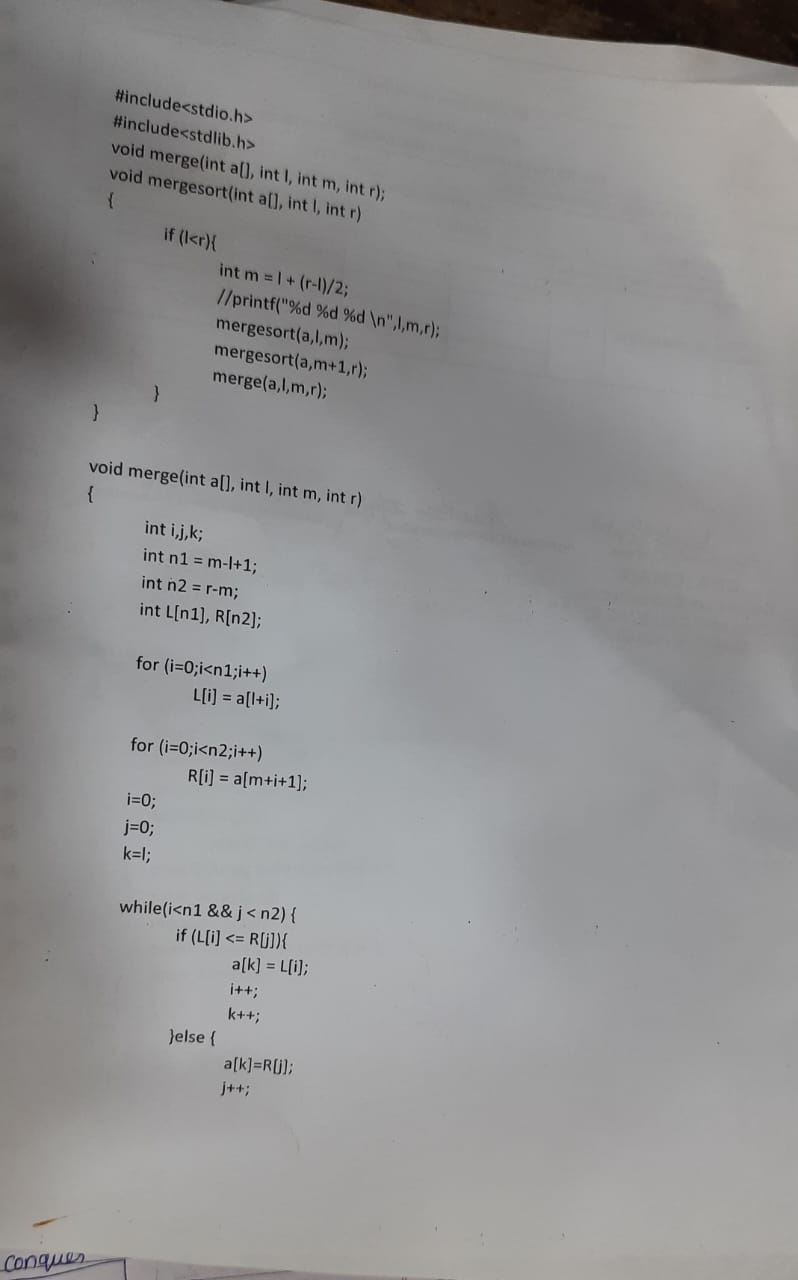 #include<stdio.h>
#include<stdlib.h>
void merge(int a[], int l, int m, int r);
void mergesort(int a[], int l, int r)
{
if (l<r){
int m = l + (r-l)/2;
//printf("%d %d %d \n",l,m,r);
mergesort(a,l,m);
mergesort(a,m+1,r);
merge(a,l,m,r);
}
}
void merge(int a[], int l, int m, int r)
{
int i,j,k;
int n1 = m-l+1;
int n2 = r-m;
int L[n1], R[n2];
for (i=0;i<n1;i++)
L[i] = a[l+i];
for (i=0;i<n2;i++)
R[i] = a[m+i+1];
i=0;
j=0;
k=l;
while(i<n1 && j < n2) {
if (L[i] <= R[j]){
a[k] = L[i];
i++;
k++;
}else {
a[k]=R[j];
j++;
conquer